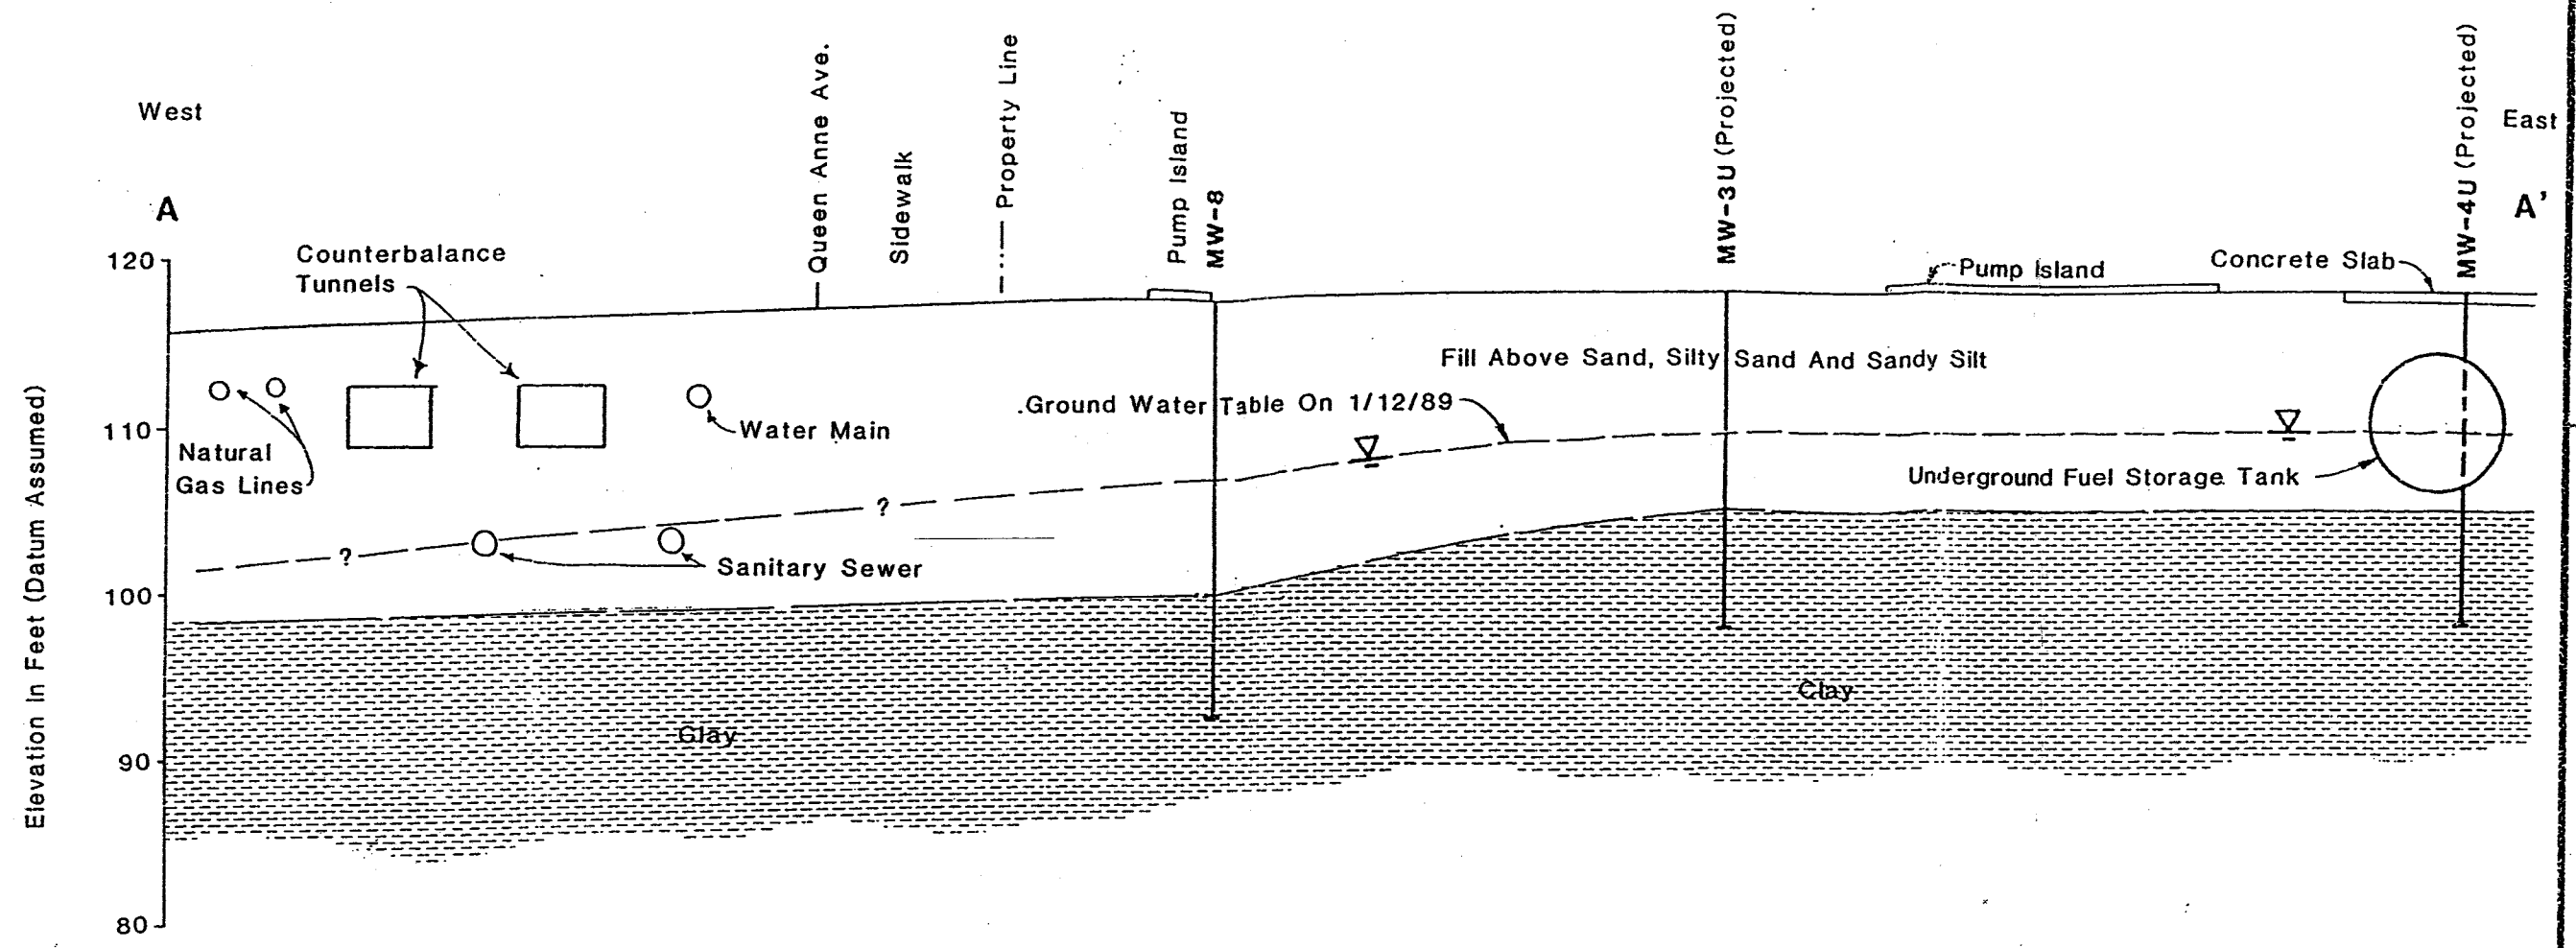 West
East
A
A'
Queen Anne Ave.
Sidewalk
Property Line
Pump Island
MW-8
MW-3U (Projected)
MW-4U (Projected)
Counterbalance
Tunnels
Pump Island
Concrete Slab
120
110
100
90
80
Elevation In Feet (Datum Assumed)
Fill Above Sand, Silty Sand And Sandy Silt
.Ground Water Table On 1/12/89
Water Main
Natural
Gas Lines
Underground Fuel Storage Tank
?
?
Sanitary Sewer
Clay
Clay